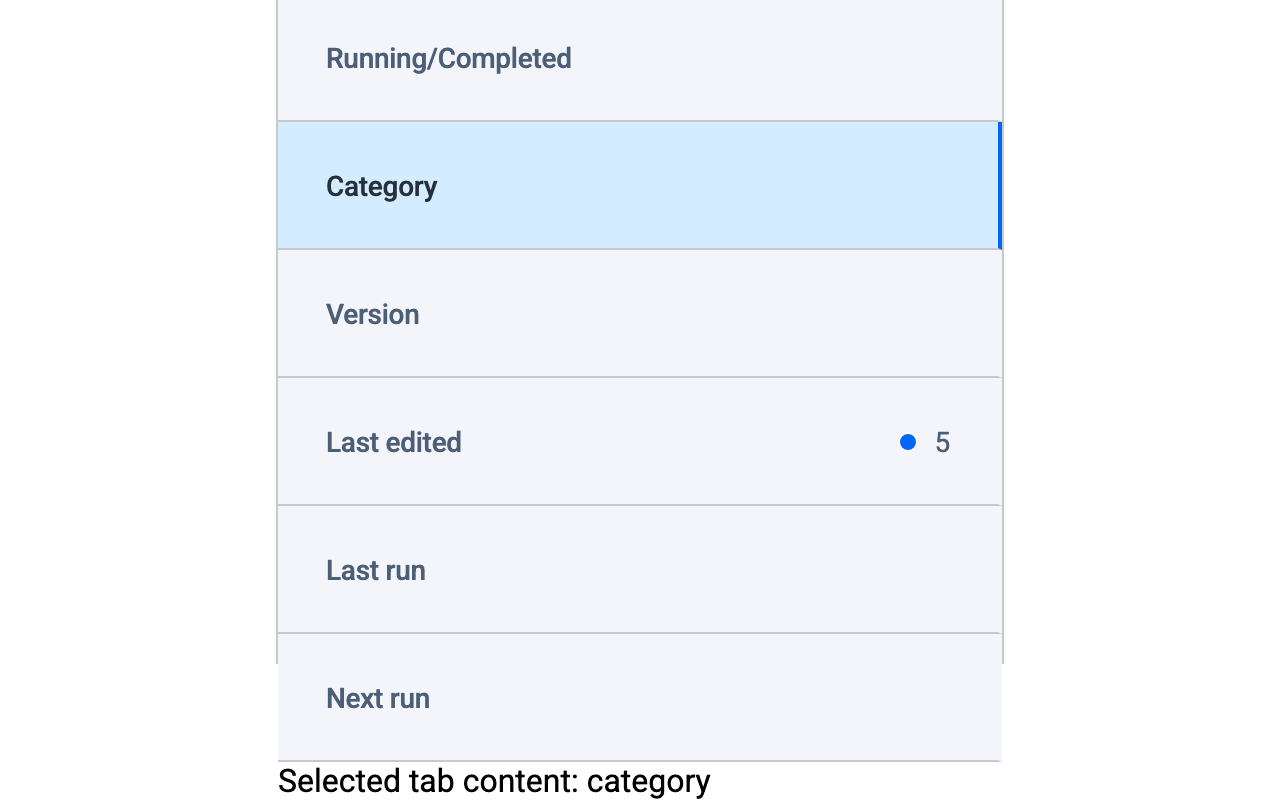 Running/Completed
Category
Version
Last edited 5
Last run
Next run
Selected tab content: category